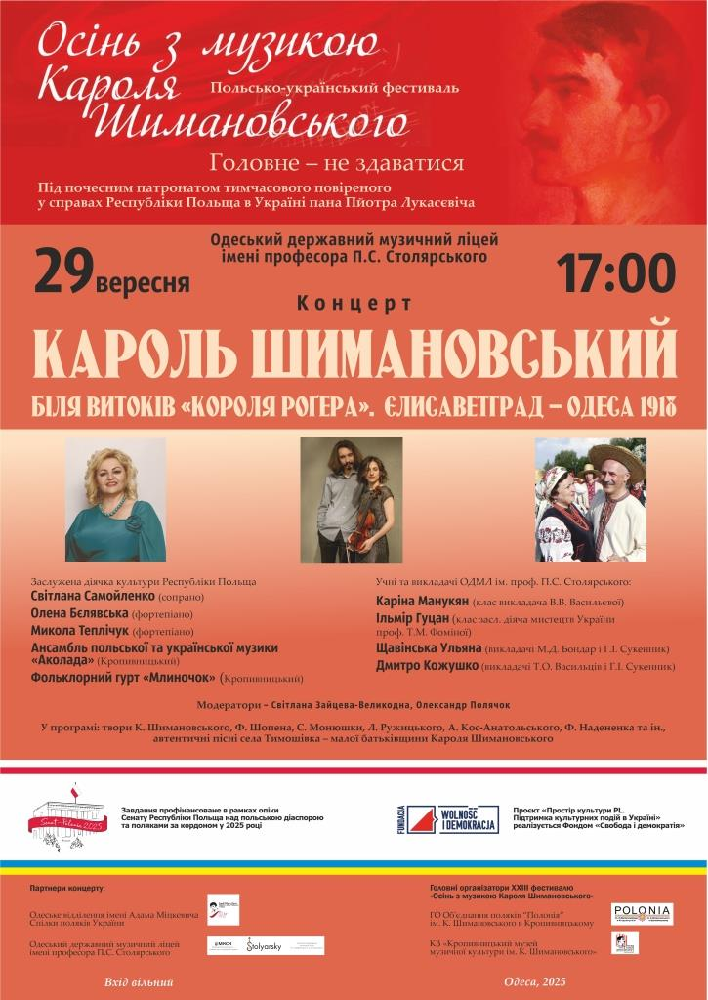 Осінь з музикою
Кароля
Польсько-український фестиваль
Шимановського
Головне – не здаватися
Під почесним патронатом тимчасового повіреного
у справах Республіки Польща в Україні пана Пйотра Лукасєвіча
Одеський державний музичний ліцей
імені професора П.С. Столярського
29 вересня
17:00
Концерт
КАРОЛЬ ШИМАНОВСЬКИЙ
БІЛЯ ВИТОКІВ «КОРОЛЯ РОҐЕРА». ЄЛИСАВЕТГРАД – ОДЕСА 1918
Заслужена діячка культури Республіки Польща
Світлана Самойленко (сопрано)
Олена Бєлявська (фортепіано)
Микола Теплічук (фортепіано)
Ансамбль польської та української музики
«Аколада» (Кропивницький)
Фольклорний гурт «Млиночок» (Кропивницький)
Учні та викладачі ОДМЛ ім. проф. П.С. Столярського:
Каріна Манукян (клас викладача В.В. Васильєвої)
Ільмір Гуцан (клас засл. діяча мистецтв України
проф. Т.М. Фоміної)
Щавінська Ульяна (викладачі М.Д. Бондар і Г.І. Сукенник)
Дмитро Кожушко (викладачі Т.О. Васильців і Г.І. Сукенник)
Модератори – Світлана Зайцева-Великодна, Олександр Полячок
У програмі: твори К. Шимановського, Ф. Шопена, С. Монюшки, Л. Ружицького, А. Кос-Анатольського, Ф. Надененка та ін.,
автентичні пісні села Тимошівка – малої батьківщини Кароля Шимановського
Senat-Polonia 2025
Завдання профінансоване в рамках опіки
Сенату Республіки Польща над польською діаспорою
та поляками за кордоном у 2025 році
FUNDACJA
WOLNOŚĆ
I DEMOKRACJA
Проєкт «Простір культури PL.
Підтримка культурних подій в Україні»
реалізується Фондом «Свобода і демократія»
Партнери концерту:
Одеське відділення імені Адама Міцкевича
Спілки поляків України
Одеський державний музичний ліцей
імені професора П.С. Столярського
Stolyarsky
Головні організатори XXIII фестивалю
«Осінь з музикою Кароля Шимановського»
ГО Об'єднання поляків "Полонія"
ім. К. Шимановського в Кропивницькому
POLONIA
КЗ «Кропивницький музей
музичної культури ім. К. Шимановського»
Вхід вільний
Одеса, 2025